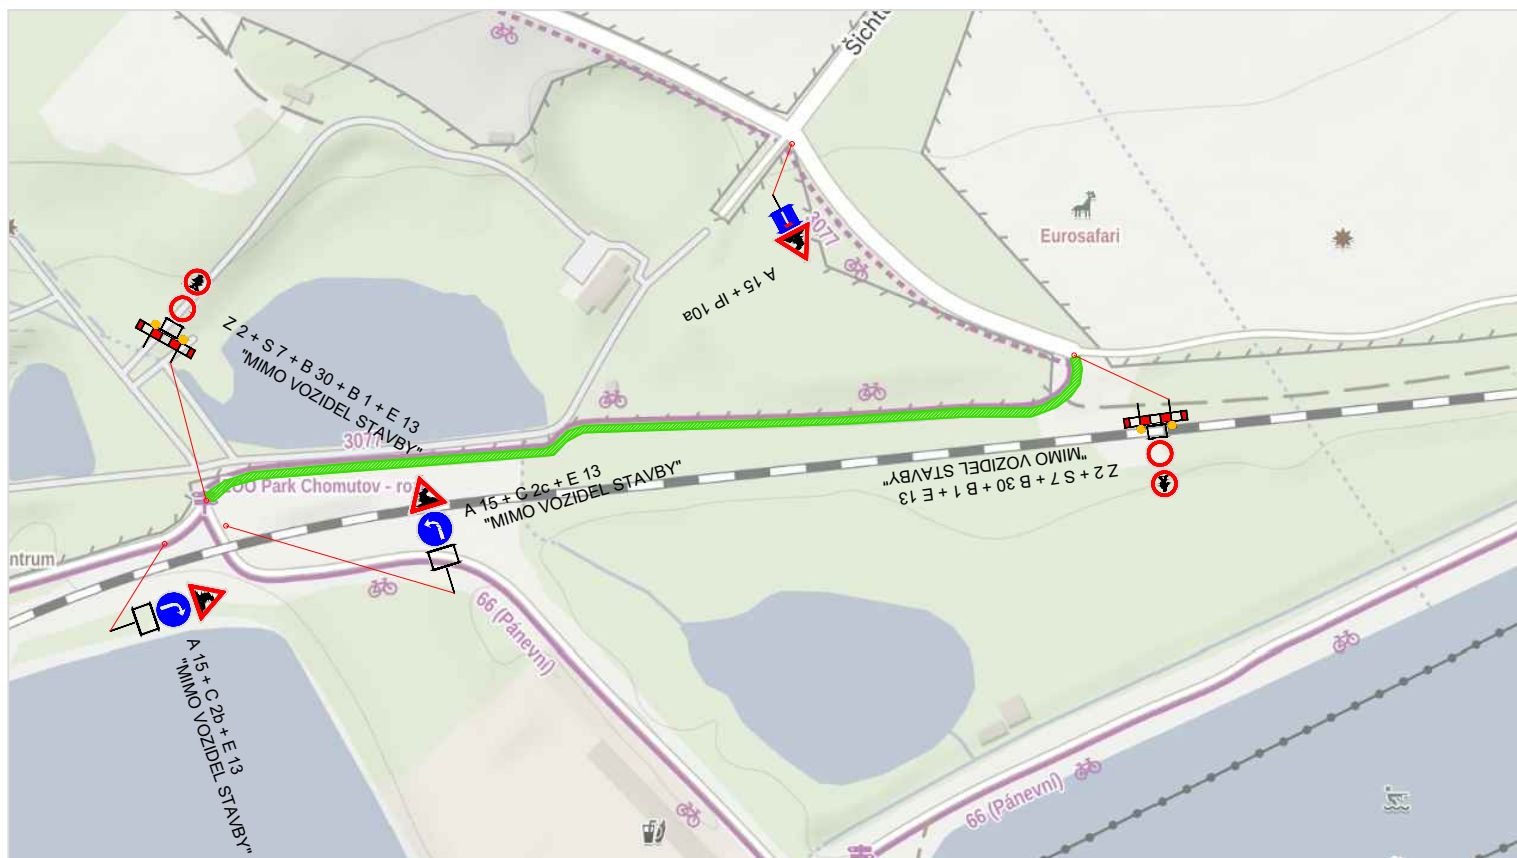 Šichto
3077
A 15 + IP 10a
Eurosafari
Z 2 + S 7 + B 30 + B 1 + E 13
"MIMO VOZIDEL STAVBY"
3077
ZOO Park Chomutov - ro
A 15 + C 2c + E 13
"MIMO VOZIDEL STAVBY"
Z 2 + S 7 + B 30 + B 1 + E 13
"MIMO VOZIDEL STAVBY"
ntrum
66 (Pánevní)
A 15 + C 2b + E 13
"MIMO VOZIDEL STAVBY"
66 (Pánevní)